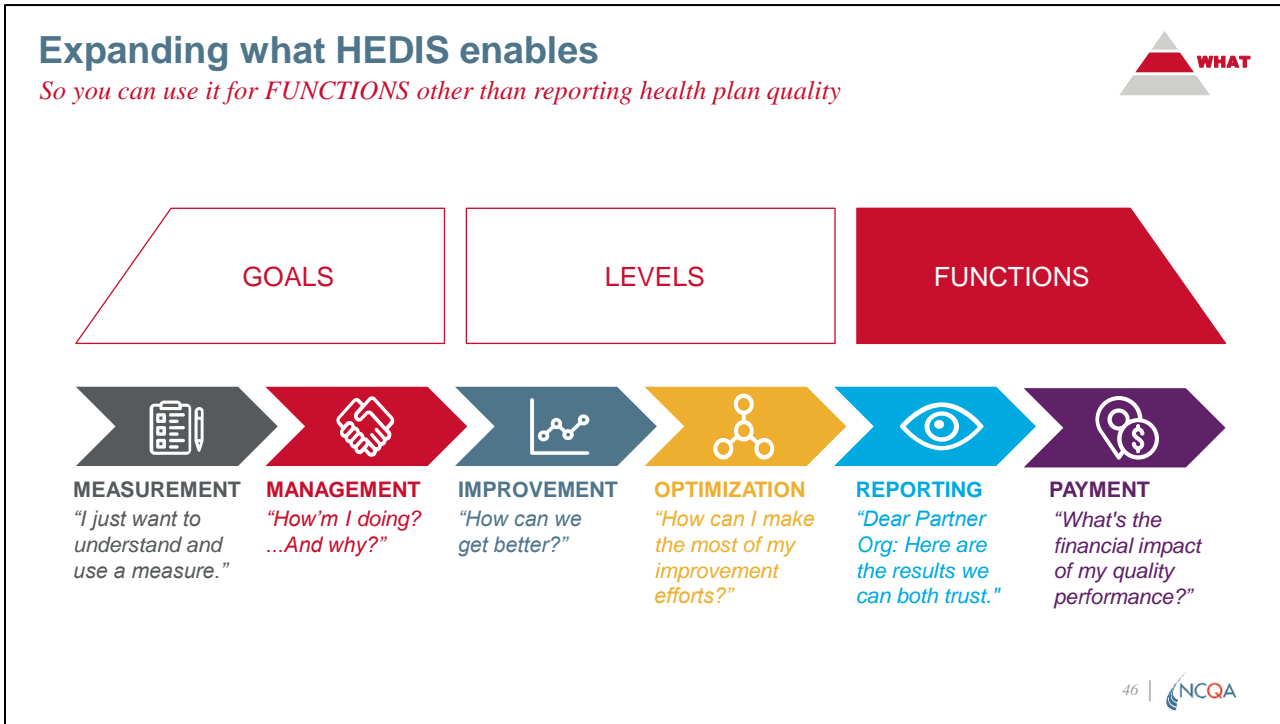 Expanding what HEDIS enables
So you can use it for FUNCTIONS other than reporting health plan quality
WHAT
GOALS
LEVELS
FUNCTIONS
$
MEASUREMENT
“I just want to
understand and
use a measure.”
MANAGEMENT
“How’m I doing?
...And why?”
IMPROVEMENT
“How can we
get better?”
OPTIMIZATION
“How can I make
the most of my
improvement
efforts?”
REPORTING
“Dear Partner
Org: Here are
the results we
can both trust."
PAYMENT
“What's the
financial impact
of my quality
performance?”
46
NCQA